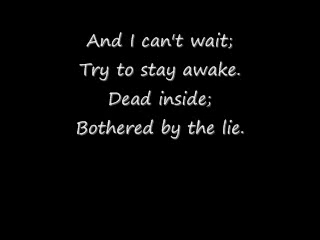 And I can't wait;
Try to stay awake.
Dead inside;
Bothered by the lie.